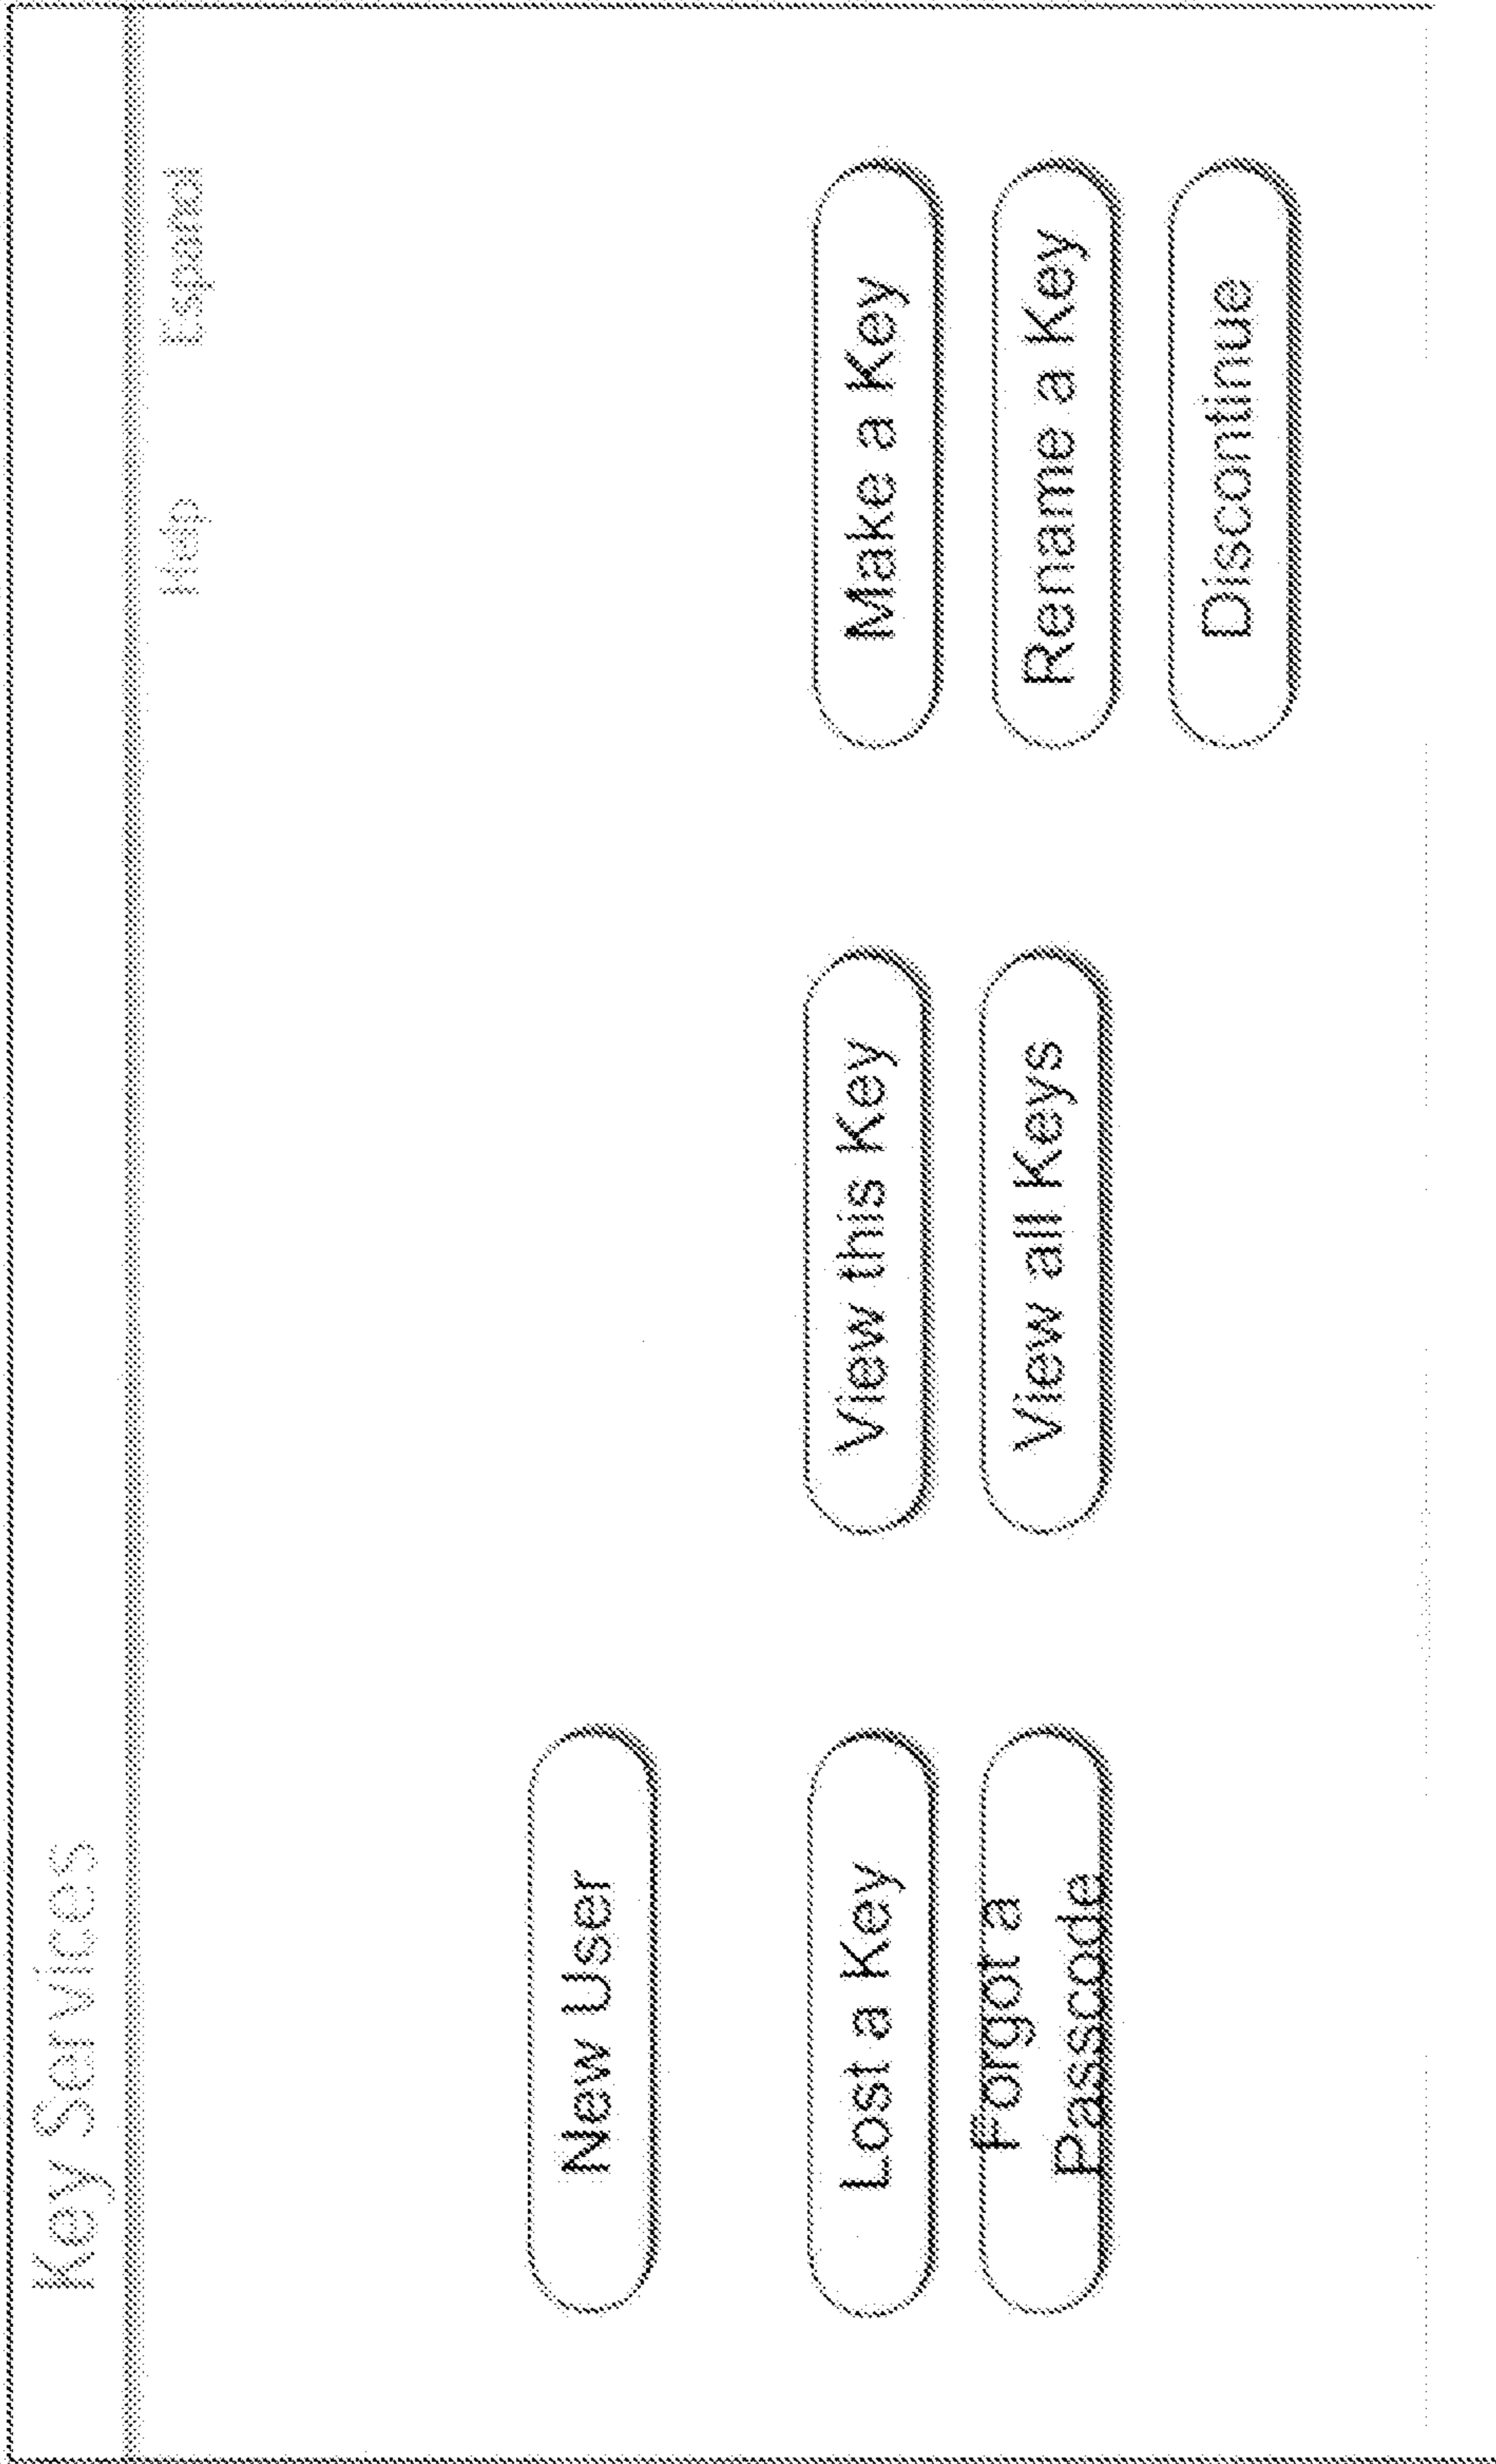 Key Services
Help
Español
New User
Lost a Key
Forgot a
Passcode
View this Key
View all Keys
Make a Key
Rename a Key
Discontinue